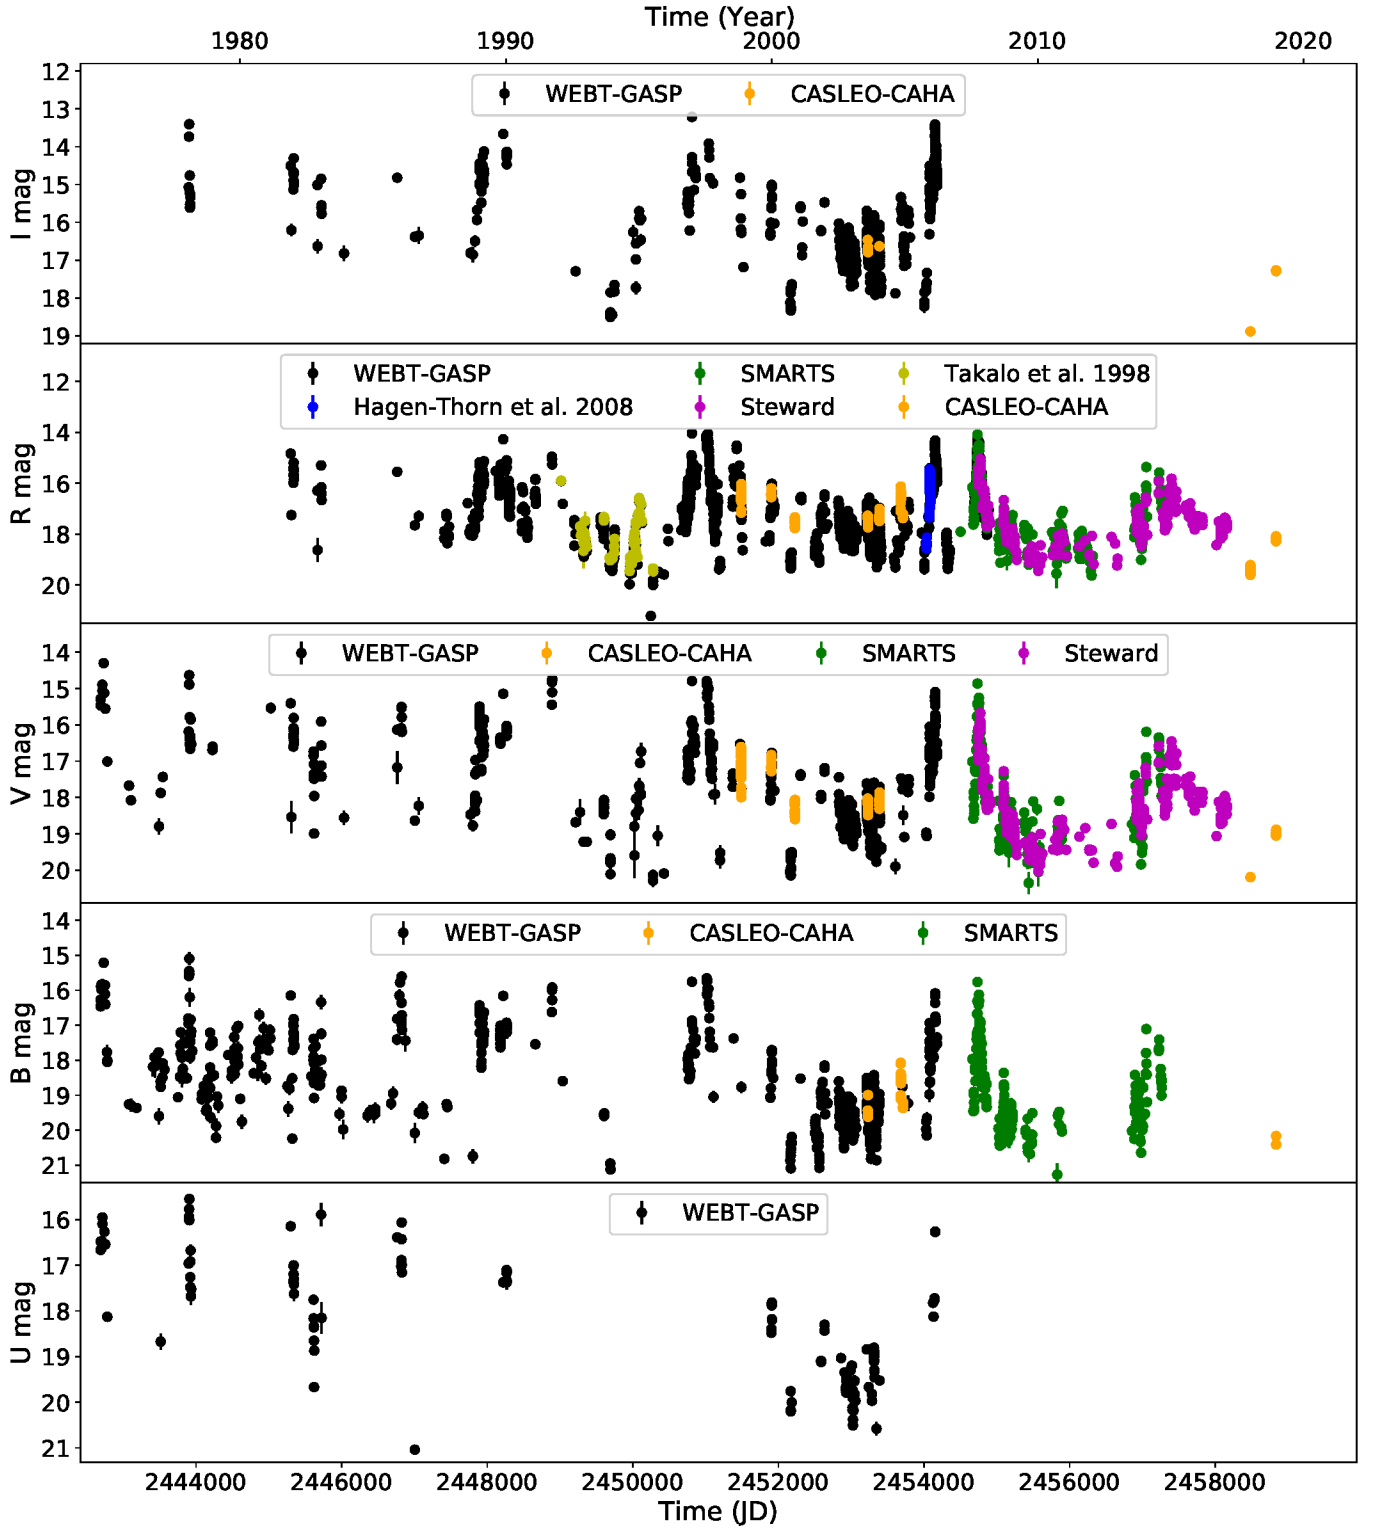 Time (Year)
1980 1990 2000 2010 2020
WEBT-GASP CASLEO-CAHA
12
13
14
15
16
17
18
19
I mag
WEBT-GASP SMARTS Takalo et al. 1998
Hagen-Thorn et al. 2008 Steward CASLEO-CAHA
12
14
16
18
20
R mag
WEBT-GASP CASLEO-CAHA SMARTS Steward
14
15
16
17
18
19
20
V mag
WEBT-GASP CASLEO-CAHA SMARTS
14
15
16
17
18
19
20
21
B mag
WEBT-GASP
16
17
18
19
20
21
U mag
2444000 2446000 2448000 2450000 2452000 2454000 2456000 2458000
Time (JD)